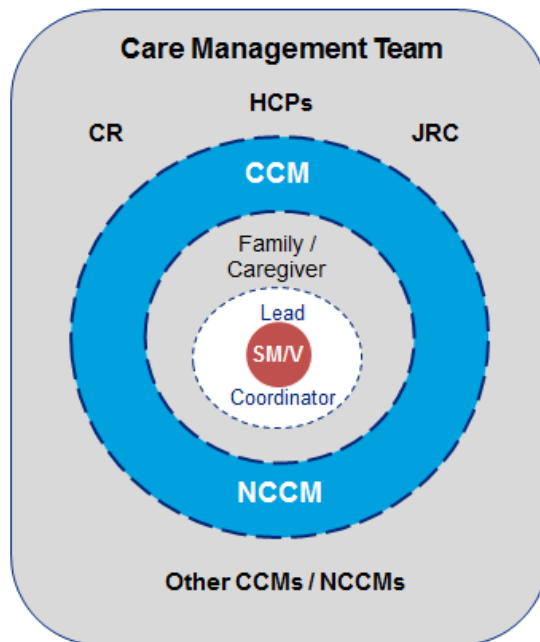 Care Management Team
HCPs
CR
JRC
CCM
Family /
Caregiver
Lead
SM/V
Coordinator
NCCM
Other CCMs / NCCMs